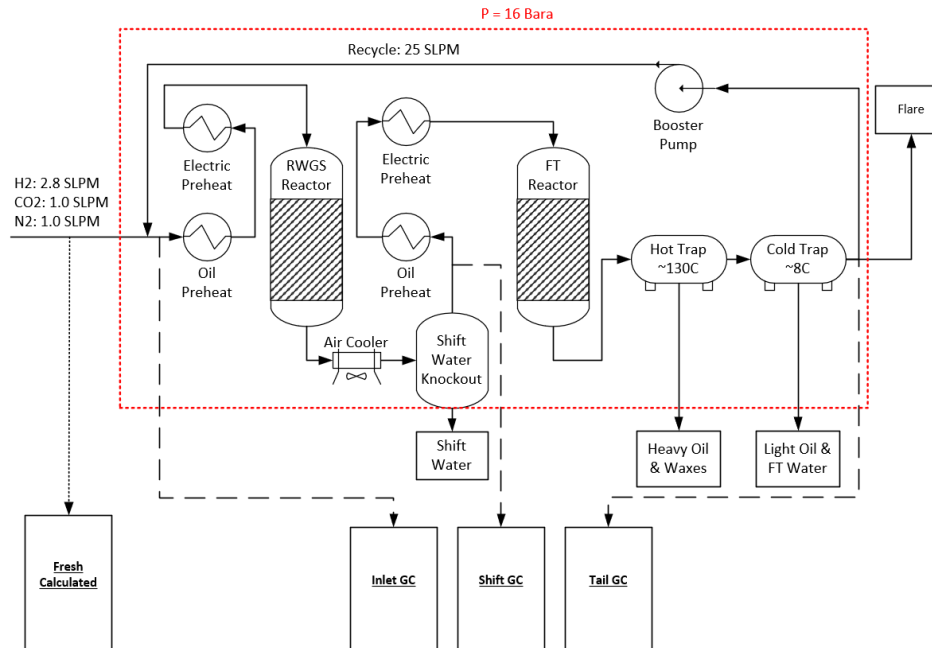 P = 16 Bara
Recycle: 25 SLPM
Booster
Pump
Flare
Electric
Preheat
RWGS
Reactor
Electric
Preheat
FT
Reactor
H2: 2.8 SLPM
CO2: 1.0 SLPM
N2: 1.0 SLPM
Oil
Preheat
Oil
Preheat
Hot Trap
~130C
Cold Trap
~8C
Air Cooler
Shift
Water
Knockout
Shift
Water
Heavy Oil
& Waxes
Light Oil &
FT Water
Fresh
Calculated
Inlet GC
Shift GC
Tail GC